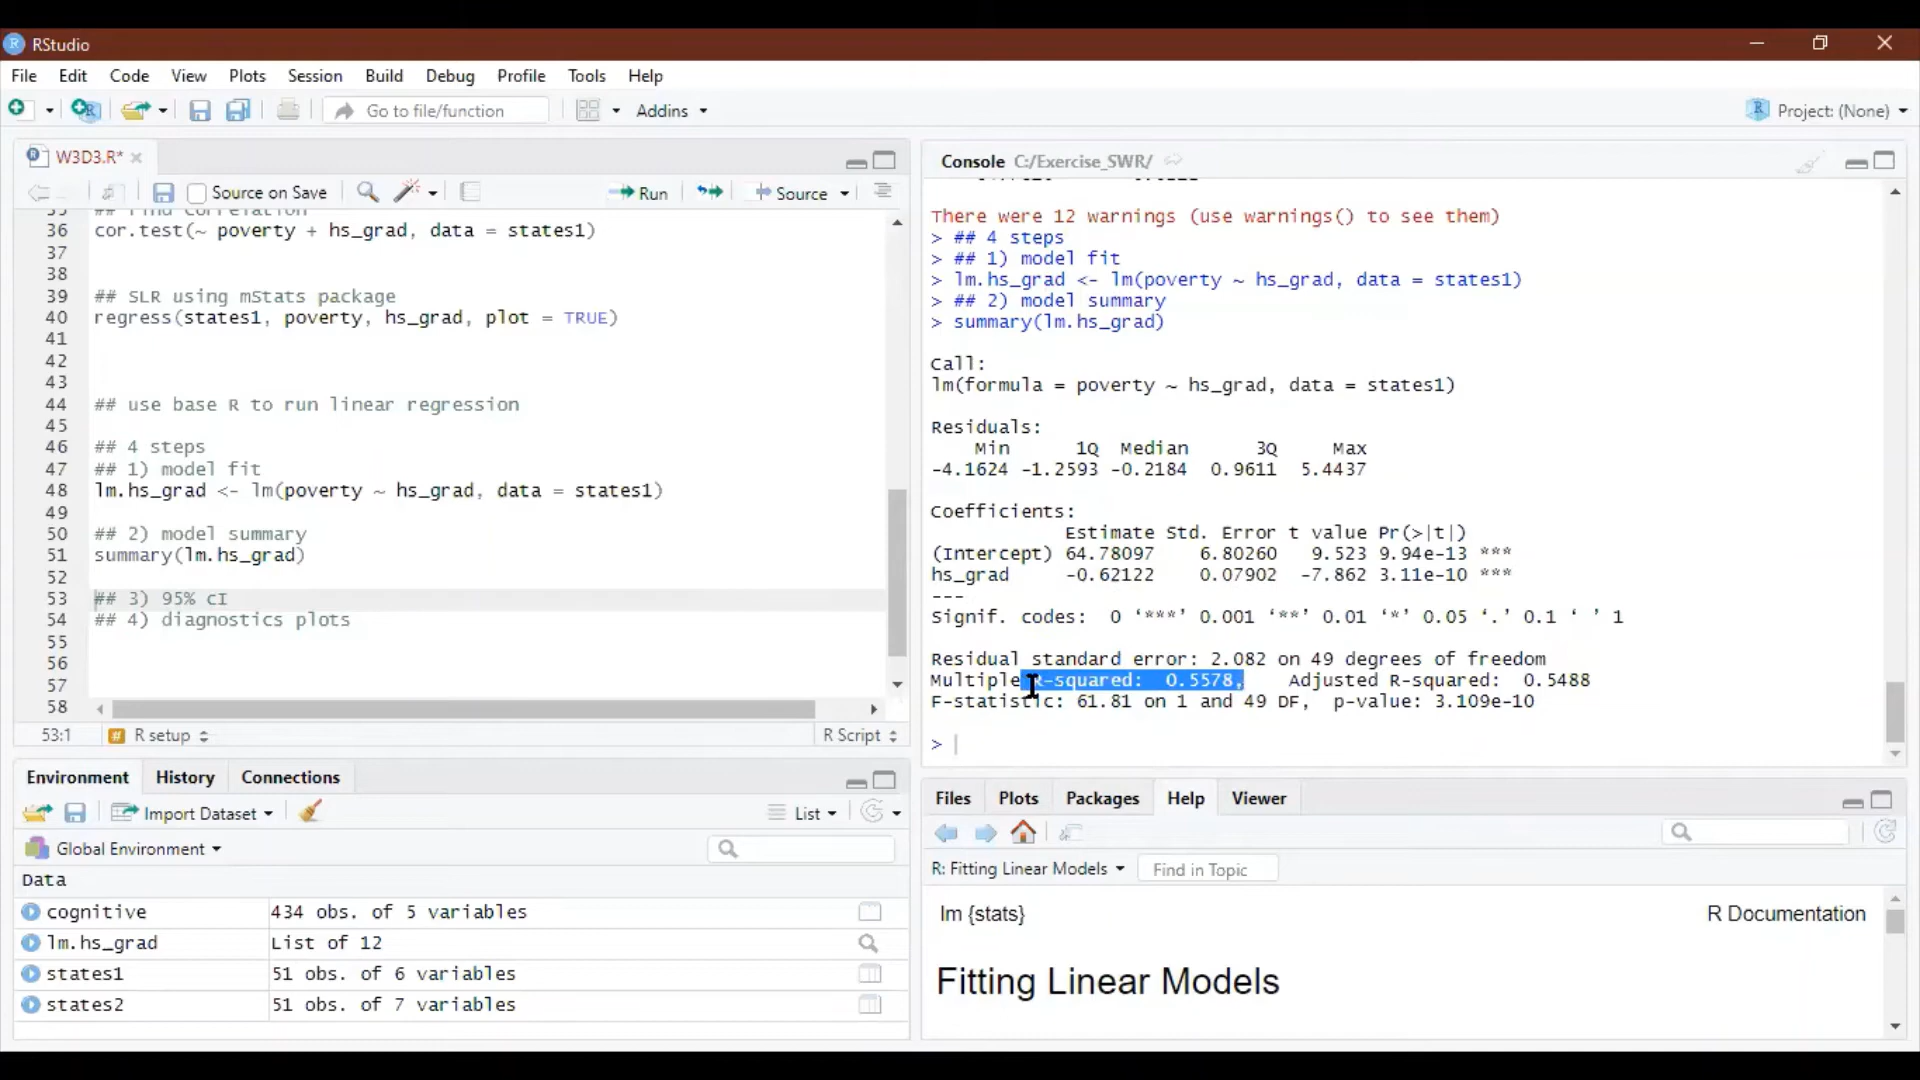 RStudio
File Edit Code View Plots Session Build Debug Profile Tools Help
Go to file/function Addins Project: (None)
W3D3.R*
Source on Save Run Source
35 ## Find correlation
36 cor.test(~ poverty + hs_grad, data = states1)
37
38
39 ## SLR using mStats package
40 regress(states1, poverty, hs_grad, plot = TRUE)
41
42
43
44 ## use base R to run linear regression
45
46 ## 4 steps
47 ## 1) model fit
48 lm.hs_grad <- lm(poverty ~ hs_grad, data = states1)
49
50 ## 2) model summary
51 summary(lm.hs_grad)
52
53 ## 3) 95% cI
54 ## 4) diagnostics plots
55
56
57
58
53:1 # R setup R Script
Console C:/Exercise_SWR/
There were 12 warnings (use warnings() to see them)
> ## 4 steps
> ## 1) model fit
> lm.hs_grad <- lm(poverty ~ hs_grad, data = states1)
> ## 2) model summary
> summary(lm.hs_grad)
Call:
lm(formula = poverty ~ hs_grad, data = states1)
Residuals:
Min 1Q Median 3Q Max
-4.1624 -1.2593 -0.2184 0.9611 5.4437
Coefficients:
Estimate Std. Error t value Pr(>|t|)
(Intercept) 64.78097 6.80260 9.523 9.94e-13 ***
hs_grad -0.62122 0.07902 -7.862 3.11e-10 ***
---
Signif. codes: 0 ‘***’ 0.001 ‘**’ 0.01 ‘*’ 0.05 ‘.’ 0.1 ‘ ’ 1
Residual standard error: 2.082 on 49 degrees of freedom
Multiple R-squared: 0.5578, Adjusted R-squared: 0.5488
F-statistic: 61.81 on 1 and 49 DF, p-value: 3.109e-10
>
Environment History Connections
Import Dataset List
Global Environment
Data
cognitive 434 obs. of 5 variables
lm.hs_grad List of 12
states1 51 obs. of 6 variables
states2 51 obs. of 7 variables
Files Plots Packages Help Viewer
R: Fitting Linear Models Find in Topic
lm {stats} R Documentation
Fitting Linear Models